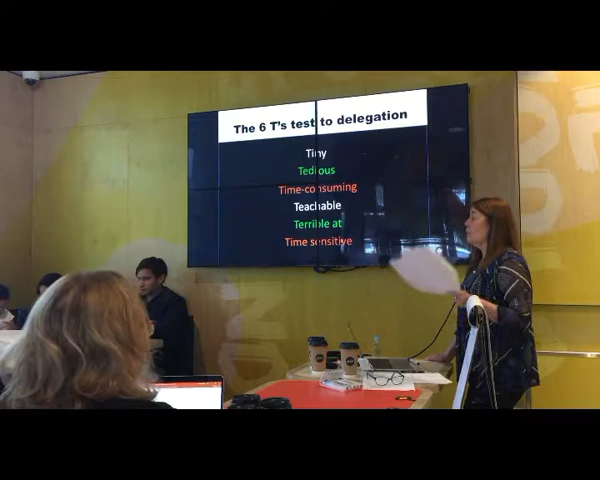 The 6 T's test to delegation
Tiny
Tedious
Time-consuming
Teachable
Terrible at
Time sensitive